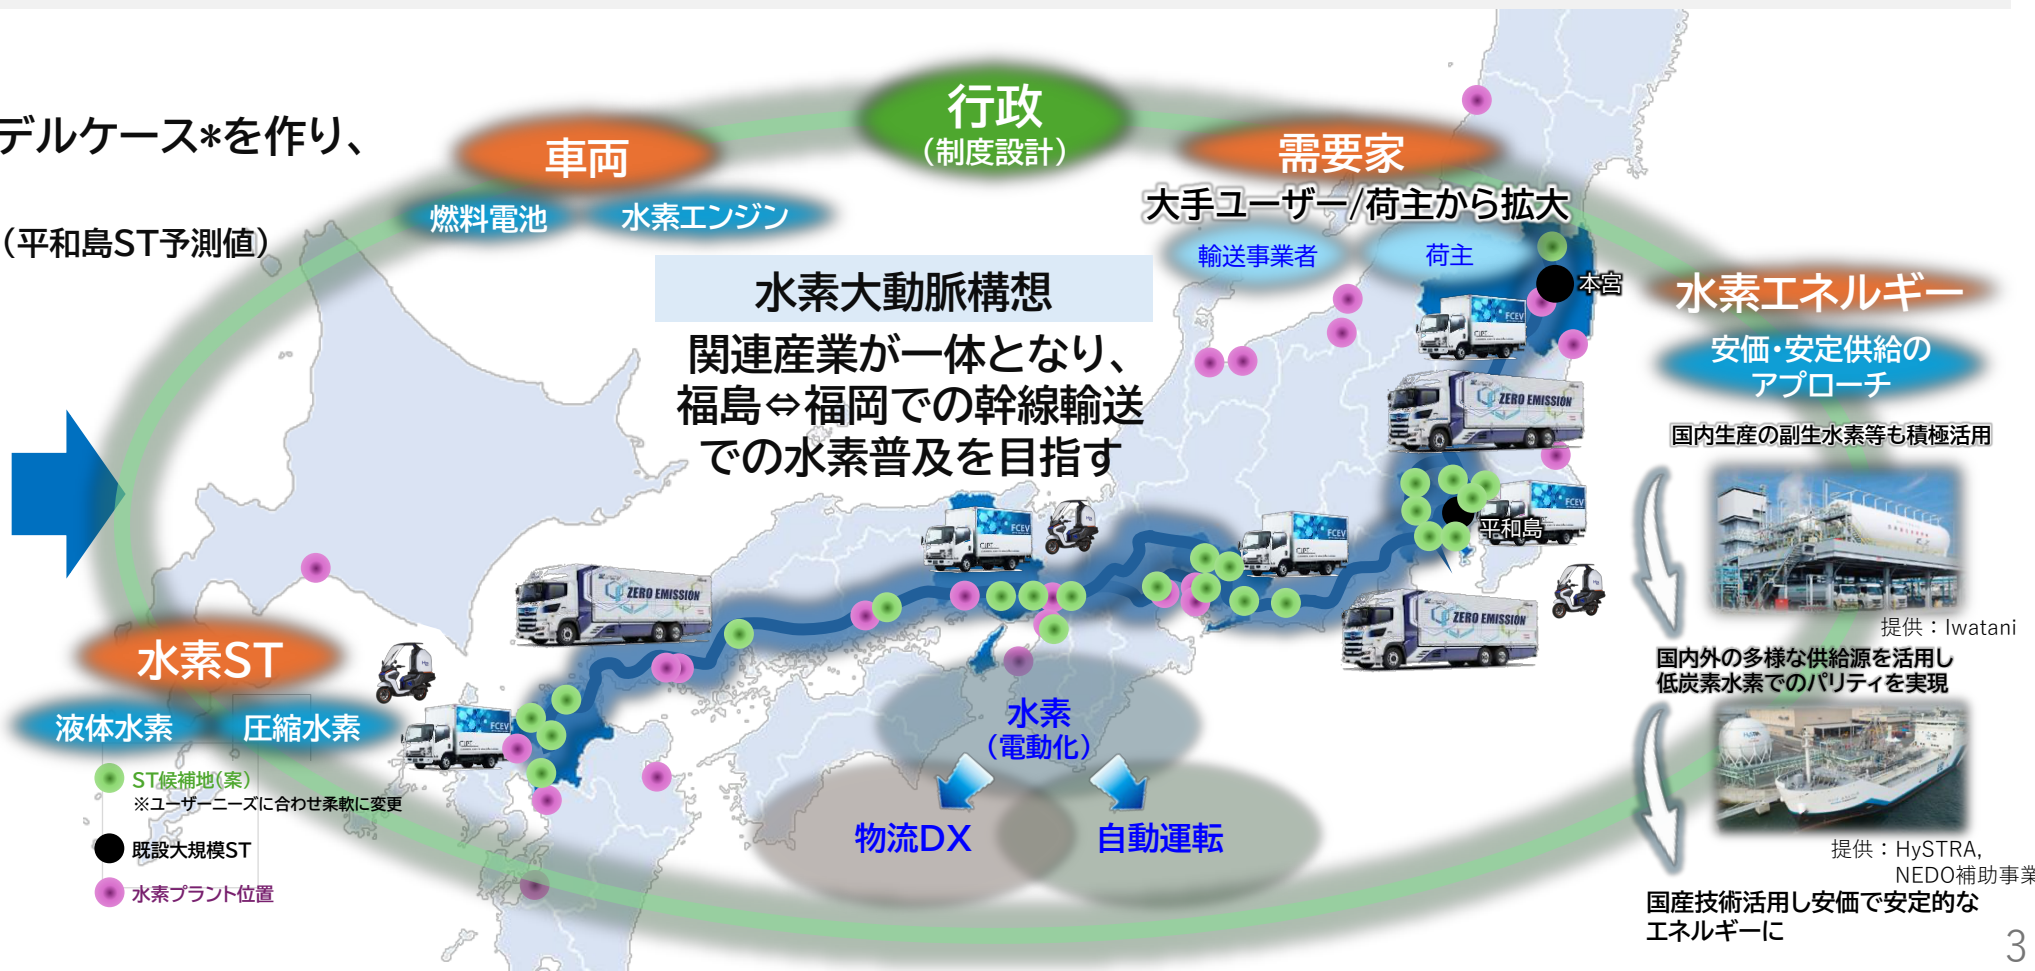 デルケース*を作り、
(平和島ST予測値)
行政
(制度設計)
車両
燃料電池
水素エンジン
需要家
大手ユーザー/荷主から拡大
輸送事業者
荷主
水素大動脈構想
関連産業が一体となり、
福島⇔福岡での幹線輸送
での水素普及を目指す
本宮
平和島
水素エネルギー
安価・安定供給の
アプローチ
国内生産の副生水素等も積極活用
提供:Iwatani
国内外の多様な供給源を活用し
低炭素水素でのパリティを実現
提供:HySTRA,
NEDO補助事業
国産技術活用し安価で安定的な
エネルギーに
FCEV
CJPT
ZERO EMISSION
FCEV
FCEV
CJPT
FCEV
CJPT
ZERO EMISSION
ZERO EMISSION
FCEV
水素ST
液体水素
圧縮水素
ST候補地(案)
※ユーザーニーズに合わせ柔軟に変更
既設大規模ST
水素プラント位置
水素
(電動化)
物流DX
自動運転
3